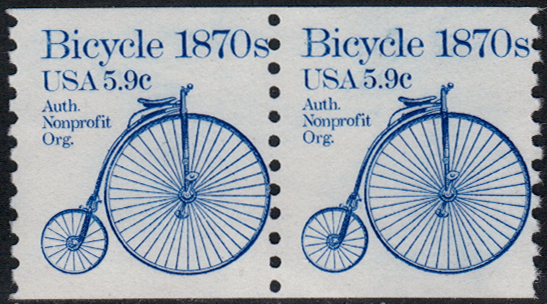 Bicycle 1870s
USA 5.9c
Auth.
Nonprofit
Org.
Bicycle 1870s
USA 5.9c
Auth.
Nonprofit
Org.